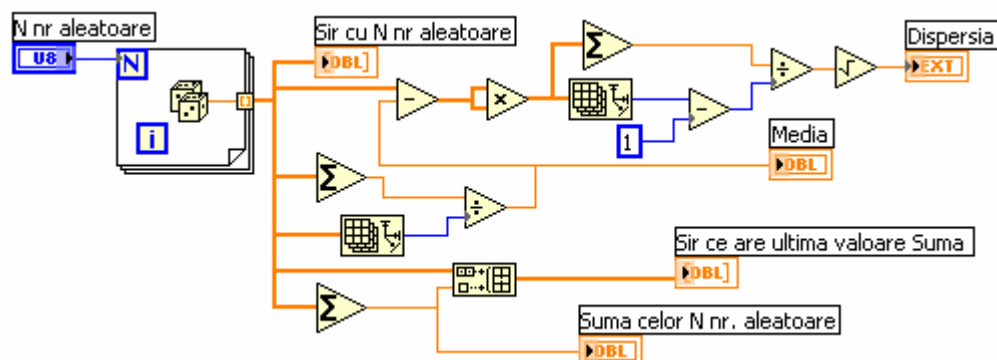 N nr aleatoare
U8
N
i
Sir cu N nr aleatoare
DBL]
Σ
÷
√
Dispersia
EXT
-
x
-
1
Media
DBL
Σ
÷
Sir ce are ultima valoare Suma
[DBL]
Σ
Suma celor N nr. aleatoare
DBL